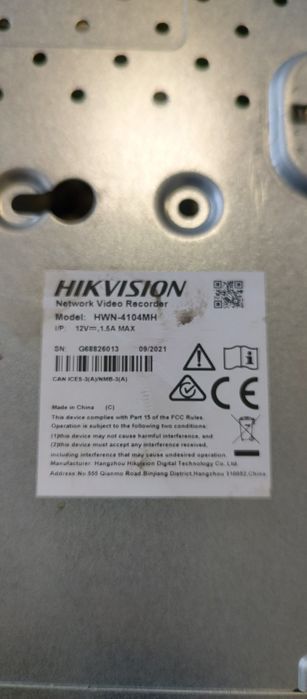 HIKVISION
Network Video Recorder
Model: HWN-4104MH
I/P: 12V⎓, 1.5A MAX
SN: G68826013 09/2021
CAN ICES-3(A)/NMB-3(A)
CE
Made in China (C)
This device complies with Part 15 of the FCC Rules.
Operation is subject to the following two conditions:
(1)this device may not cause harmful interference, and
(2)this device must accept any interference received,
including interference that may cause undesired operation.
Manufacturer: Hangzhou Hikvision Digital Technology Co., Ltd.
Address:No.555 Qianmo Road,Binjiang District,Hangzhou 310052,China